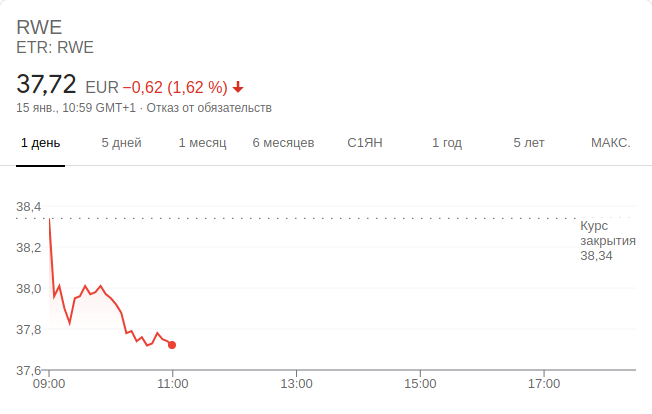 RWE
ETR: RWE
37,72 EUR −0,62 (1,62 %)
15 янв., 10:59 GMT+1 · Отказ от обязательств
1 день 5 дней 1 месяц 6 месяцев С1ЯН 1 год 5 лет МАКС.
38,4
Курс
закрытия
38,34
38,2
38,0
37,8
37,6
09:00 11:00 13:00 15:00 17:00